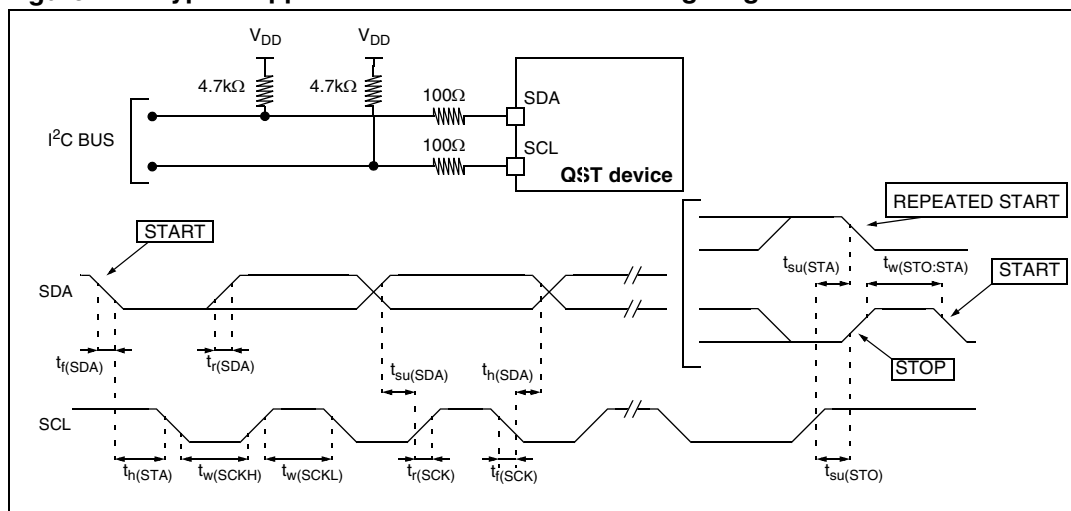 V_DD V_DD
4.7kΩ 4.7kΩ
100Ω
SDA
I²C BUS
100Ω
SCL
QST device
REPEATED START
START
t_su(STA) t_w(STO:STA) START
SDA
t_f(SDA) t_r(SDA)
STOP
t_su(SDA) t_h(SDA)
SCL
t_h(STA) t_w(SCKH) t_w(SCKL) t_r(SCK) t_f(SCK) t_su(STO)